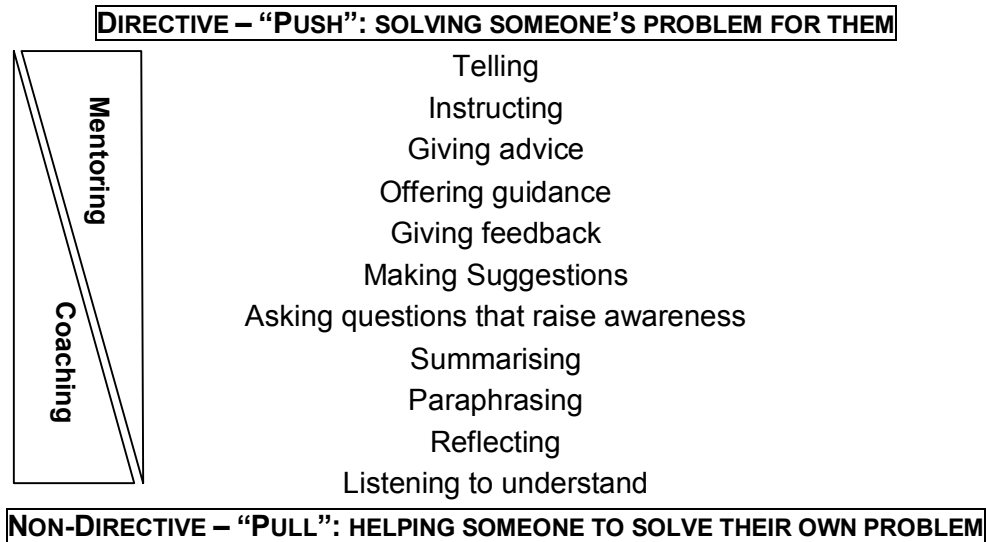 DIRECTIVE – “PUSH”: SOLVING SOMEONE’S PROBLEM FOR THEM
Mentoring
Coaching
Telling
Instructing
Giving advice
Offering guidance
Giving feedback
Making Suggestions
Asking questions that raise awareness
Summarising
Paraphrasing
Reflecting
Listening to understand
NON-DIRECTIVE – “PULL”: HELPING SOMEONE TO SOLVE THEIR OWN PROBLEM